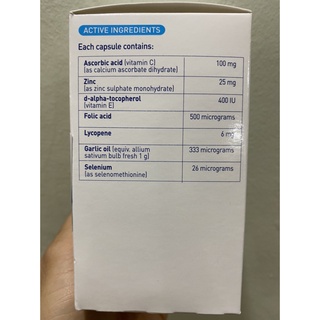 ACTIVE INGREDIENTS
Each capsule contains:
Ascorbic acid (vitamin C) 100 mg
(as calcium ascorbate dihydrate)
Zinc 25 mg
(as zinc sulphate monohydrate)
d-alpha-tocopherol 400 IU
(vitamin E)
Folic acid 500 micrograms
Lycopene 6 mg
Garlic oil (equiv. allium 333 micrograms
sativum bulb fresh 1 g)
Selenium 26 micrograms
(as selenomethionine)